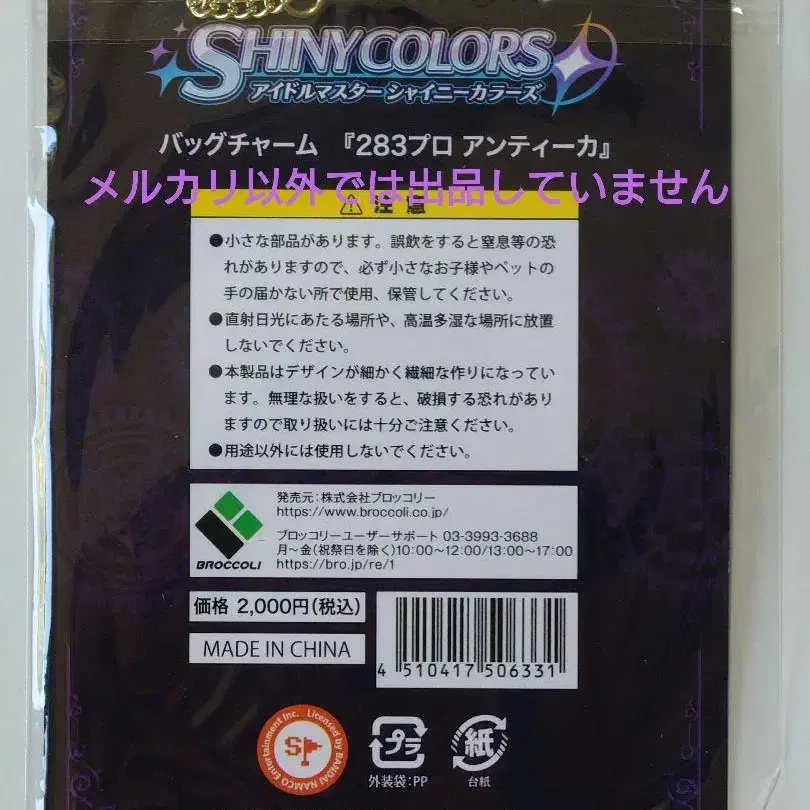 SHINYCOLORS
アイドルマスター シャイニーカラーズ
バッグチャーム 『283プロ アンティーカ』
メルカリ以外では出品していません
注意
●小さな部品があります。誤飲をすると窒息等の恐
れがありますので、必ず小さなお子様やペットの
手の届かない所で使用、保管してください。
●直射日光にあたる場所や、高温多湿な場所に放置
しないでください。
●本製品はデザインが細かく繊細な作りになってい
ます。無理な扱いをすると、破損する恐れがあり
ますので取り扱いには十分ご注意ください。
●用途以外には使用しないでください。
BROCCOLI
発売元:株式会社ブロッコリー
https://www.broccoli.co.jp/
ブロッコリーユーザーサポート 03-3993-3688
月~金(祝祭日を除く)10:00~12:00/13:00~17:00
https://bro.jp/re/1
価格 2,000円(税込)
MADE IN CHINA
4 510417 506331
Licensed by BANDAI NAMCO Entertainment Inc.
SP
プラ
外装袋:PP
紙
台紙